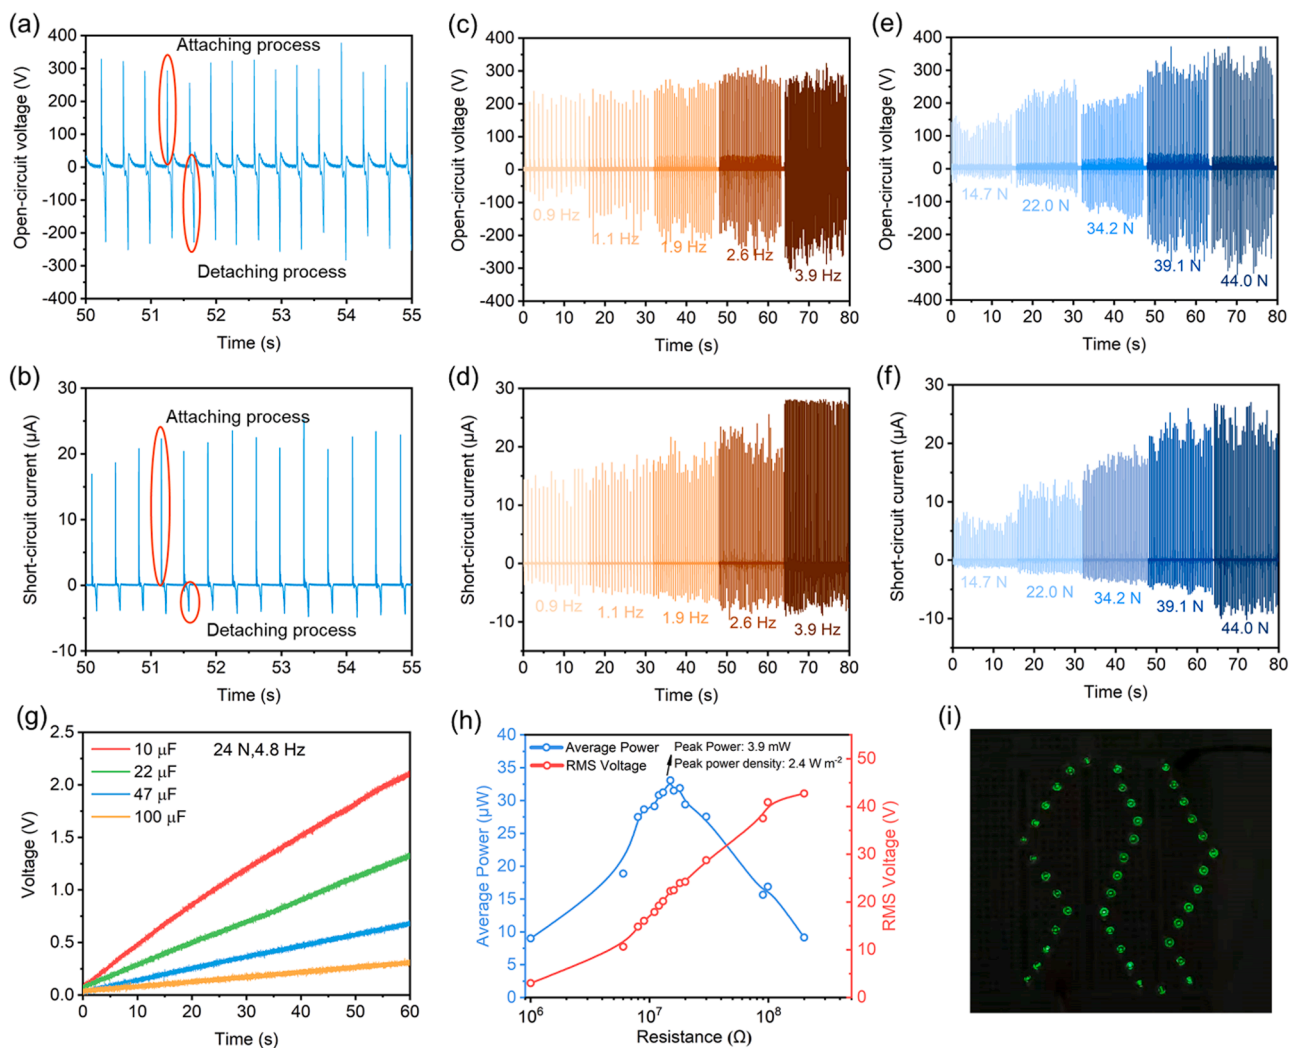 (a)
400
300
200
100
0
-100
-200
-300
-400
Open-circuit voltage (V)
Attaching process
Detaching process
50 51 52 53 54 55
Time (s)
(c)
400
300
200
100
0
-100
-200
-300
-400
Open-circuit voltage (V)
0.9 Hz
1.1 Hz
1.9 Hz
2.6 Hz
3.9 Hz
0 10 20 30 40 50 60 70 80
Time (s)
(e)
400
300
200
100
0
-100
-200
-300
-400
Open-circuit voltage (V)
14.7 N
22.0 N
34.2 N
39.1 N
44.0 N
0 10 20 30 40 50 60 70 80
Time (s)
(b)
30
20
10
0
-10
Short-circuit current (μA)
Attaching process
Detaching process
50 51 52 53 54 55
Time (s)
(d)
30
25
20
15
10
5
0
-5
-10
-15
Short-circuit current (μA)
0.9 Hz
1.1 Hz
1.9 Hz
2.6 Hz
3.9 Hz
0 10 20 30 40 50 60 70 80
Time (s)
(f)
30
20
10
0
-10
Short-circuit current (μA)
14.7 N
22.0 N
34.2 N
39.1 N
44.0 N
0 10 20 30 40 50 60 70 80
Time (s)
(g)
2.5
2.0
1.5
1.0
0.5
0.0
Voltage (V)
10 μF
22 μF
47 μF
100 μF
24 N,4.8 Hz
0 10 20 30 40 50 60
Time (s)
(h)
40
35
30
25
20
15
10
5
0
Average Power (μW)
Average Power
RMS Voltage
Peak Power: 3.9 mW
Peak power density: 2.4 W m⁻²
50
40
30
20
10
0
RMS Voltage (V)
10⁶ 10⁷ 10⁸
Resistance (Ω)
(i)